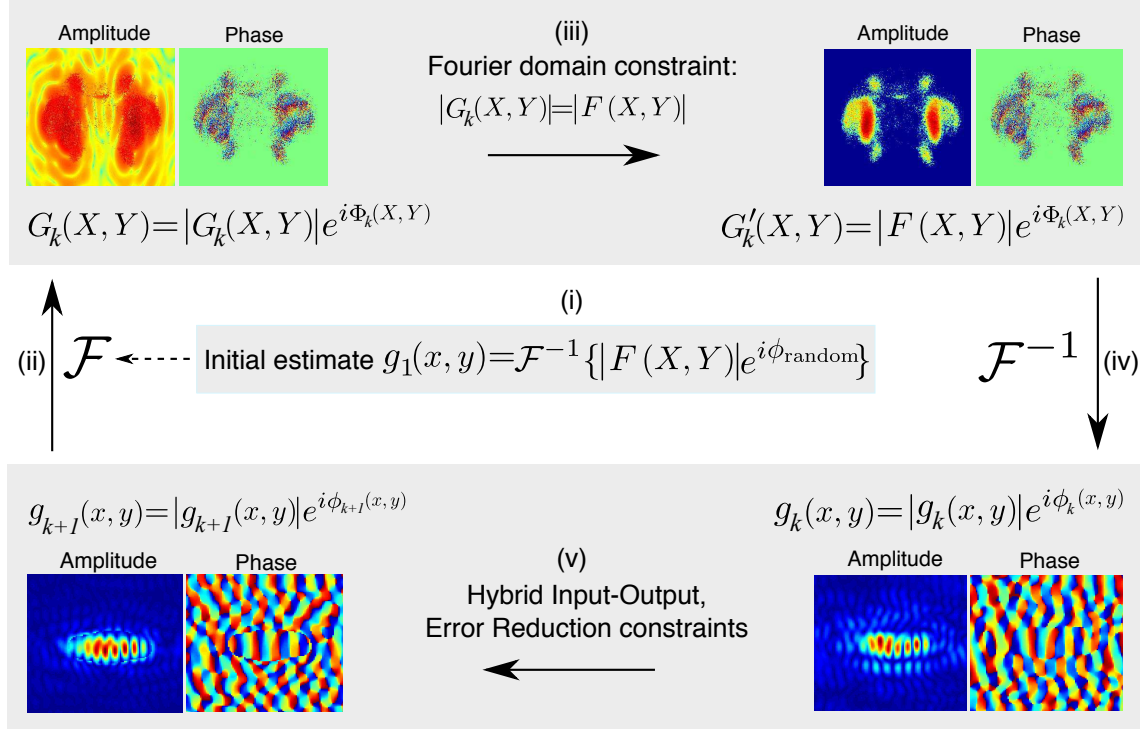 Amplitude Phase
(iii)
Fourier domain constraint:
|G_k(X, Y)|=|F (X, Y)|
Amplitude Phase
G_k(X, Y)=|G_k(X, Y)|e^{iΦ_k(X, Y)}
G′_k(X, Y)=|F (X, Y)|e^{iΦ_k(X, Y)}
(i)
(ii) ℱ
Initial estimate g_1(x, y)=ℱ^{-1}{|F (X, Y)|e^{iϕ_random}}
ℱ^{-1} (iv)
g_{k+1}(x, y)=|g_{k+1}(x, y)|e^{iϕ_{k+1}(x, y)}
g_k(x, y)=|g_k(x, y)|e^{iϕ_k(x, y)}
Amplitude Phase
(v)
Hybrid Input-Output,
Error Reduction constraints
Amplitude Phase